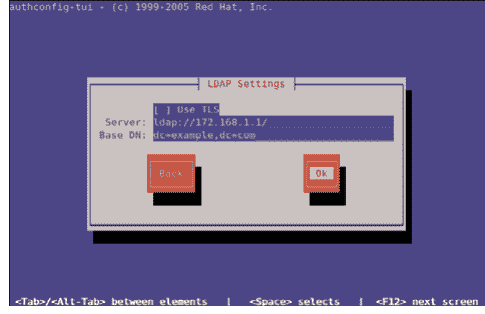 authconfig-tui - (c) 1999-2005 Red Hat, Inc.
LDAP Settings
[ ] Use TLS
Server: ldap://172.168.1.1/
Base DN: dc=example,dc=com
Back Ok
<Tab>/<Alt-Tab> between elements | <Space> selects | <F12> next screen